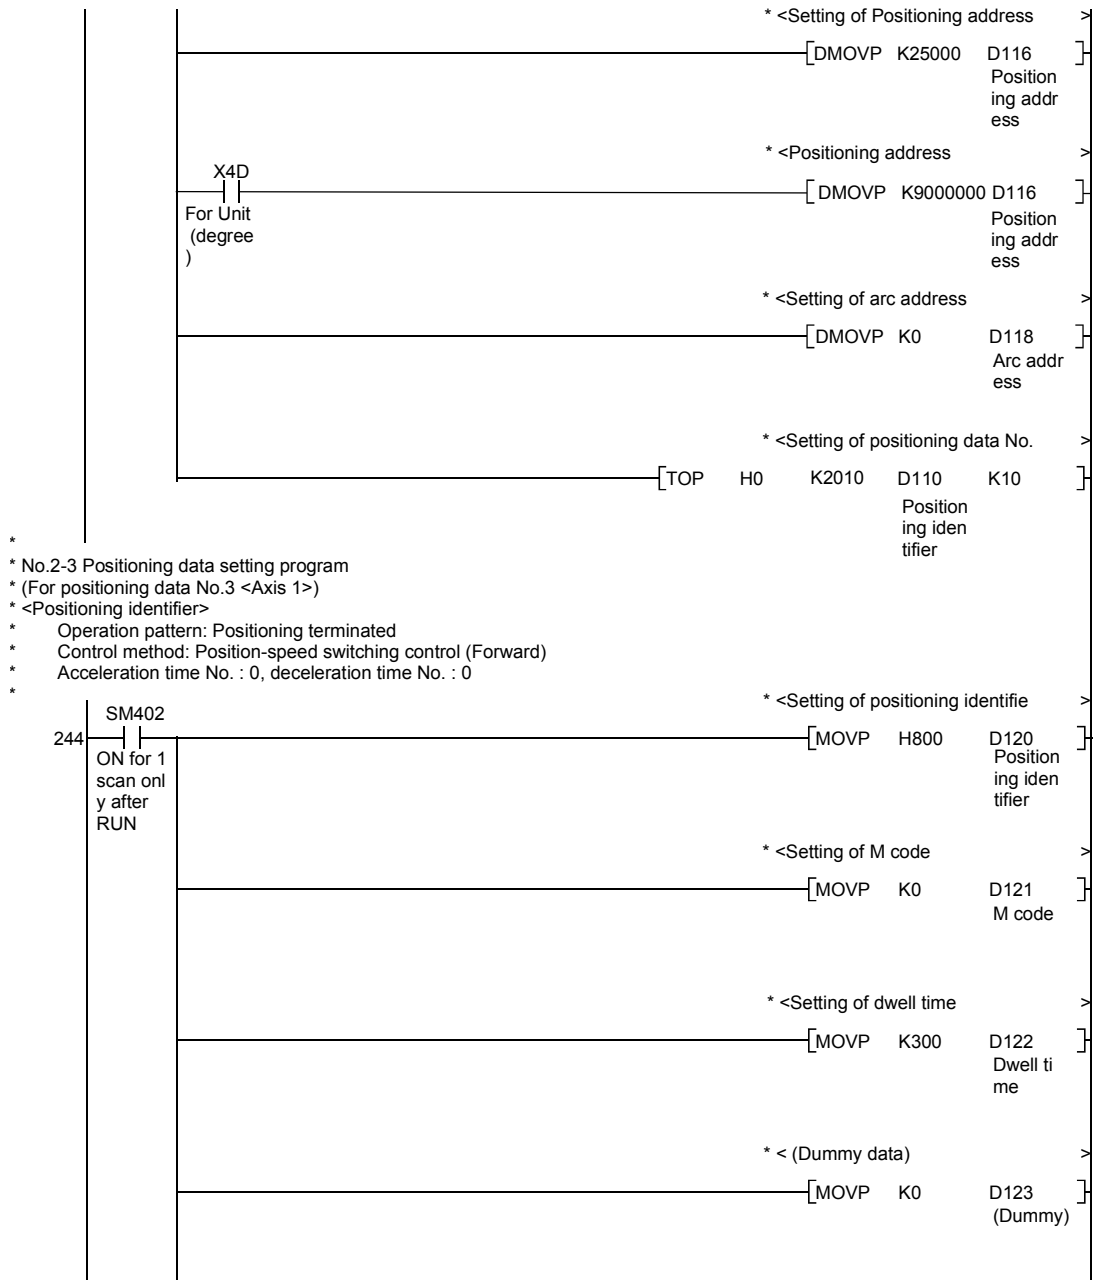 * <Setting of Positioning address >
DMOVP K25000 D116
Position
ing addr
ess
* <Positioning address >
X4D
DMOVP K9000000 D116
For Unit
(degree
)
Position
ing addr
ess
* <Setting of arc address >
DMOVP K0 D118
Arc addr
ess
* <Setting of positioning data No. >
TOP H0 K2010 D110 K10
Position
ing iden
tifier
*
* No.2-3 Positioning data setting program
* (For positioning data No.3 <Axis 1>)
* <Positioning identifier>
* Operation pattern: Positioning terminated
* Control method: Position-speed switching control (Forward)
* Acceleration time No. : 0, deceleration time No. : 0
*
* <Setting of positioning identifie >
SM402
244 MOVP H800 D120
ON for 1
scan onl
y after
RUN
Position
ing iden
tifier
* <Setting of M code >
MOVP K0 D121
M code
* <Setting of dwell time >
MOVP K300 D122
Dwell ti
me
* < (Dummy data) >
MOVP K0 D123
(Dummy)